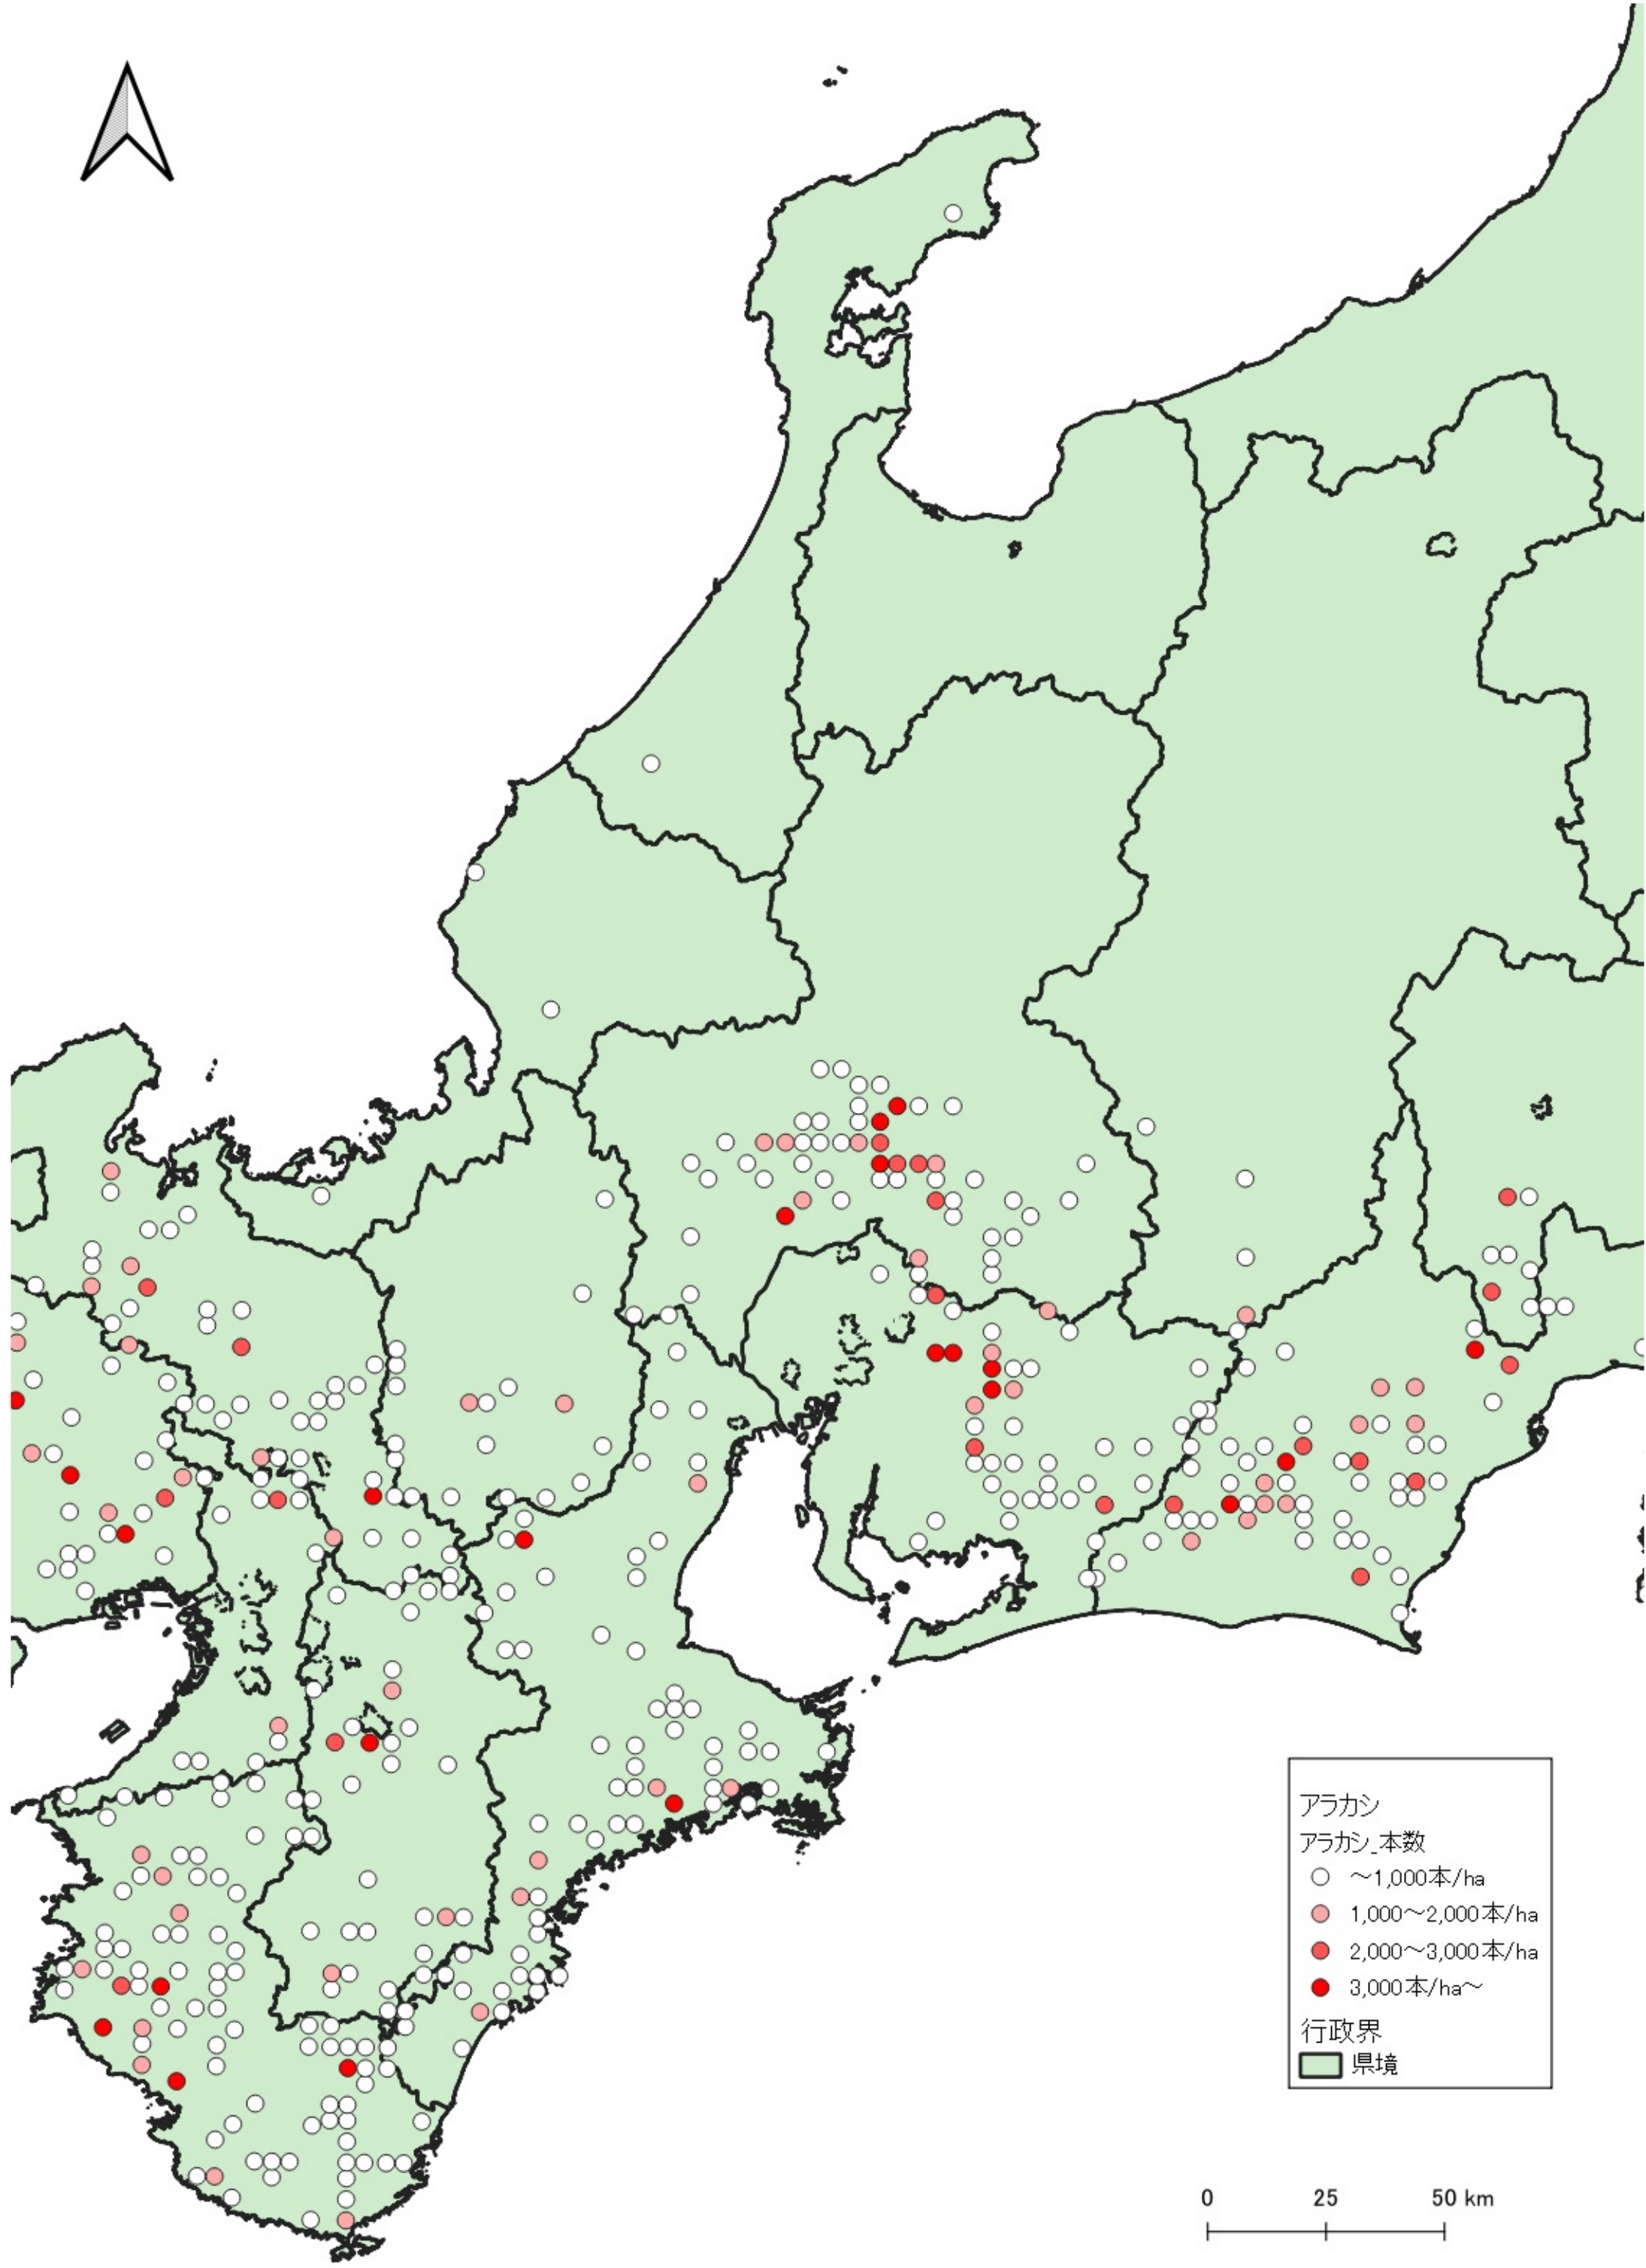 アラカシ
アラカシ_本数
～1,000本/ha
1,000～2,000本/ha
2,000～3,000本/ha
3,000本/ha～
行政界
県境
0 25 50 km